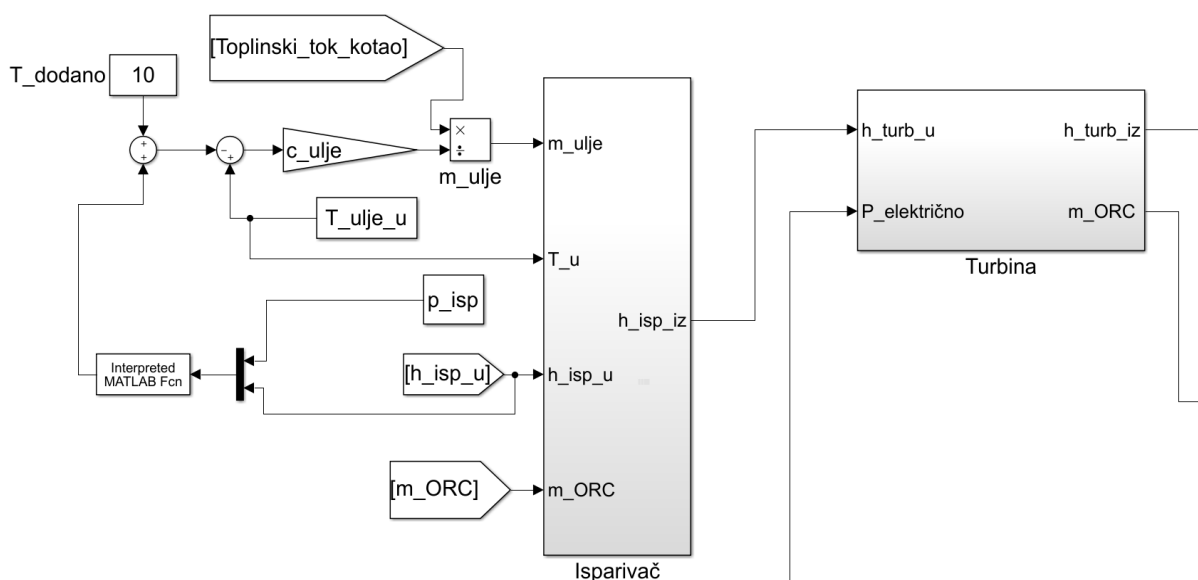 [Toplinski_tok_kotao]
T_dodano
10
+
+
-
+
c_ulje
×
÷
m_ulje
T_ulje_u
p_isp
Interpreted
MATLAB Fcn
[h_isp_u]
[m_ORC]
m_ulje
T_u
h_isp_iz
h_isp_u
m_ORC
Isparivač
h_turb_u
h_turb_iz
P_električno
m_ORC
Turbina